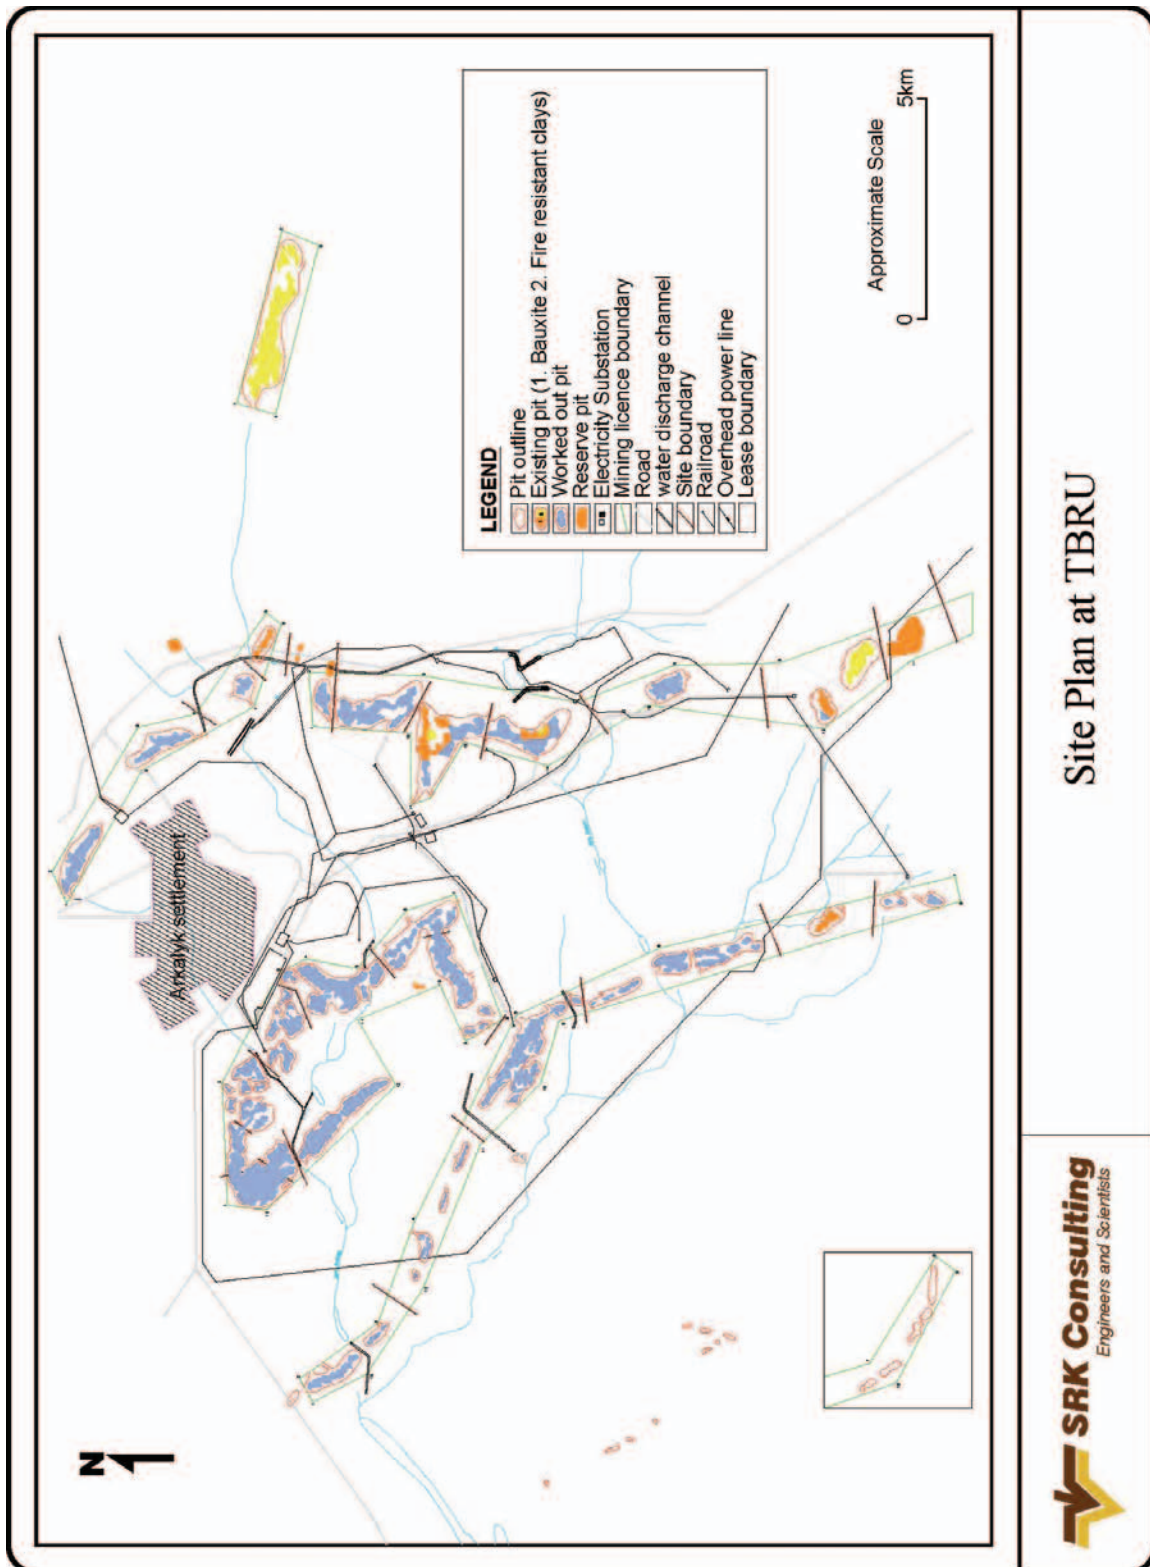 N
Arkalyk settlement
LEGEND
Pit outline
Existing pit (1. Bauxite 2. Fire resistant clays)
Worked out pit
Reserve pit
Electricity Substation
Mining licence boundary
Road
water discharge channel
Site boundary
Railroad
Overhead power line
Lease boundary
Approximate Scale
0 5km
SRK Consulting
Engineers and Scientists
Site Plan at TBRU